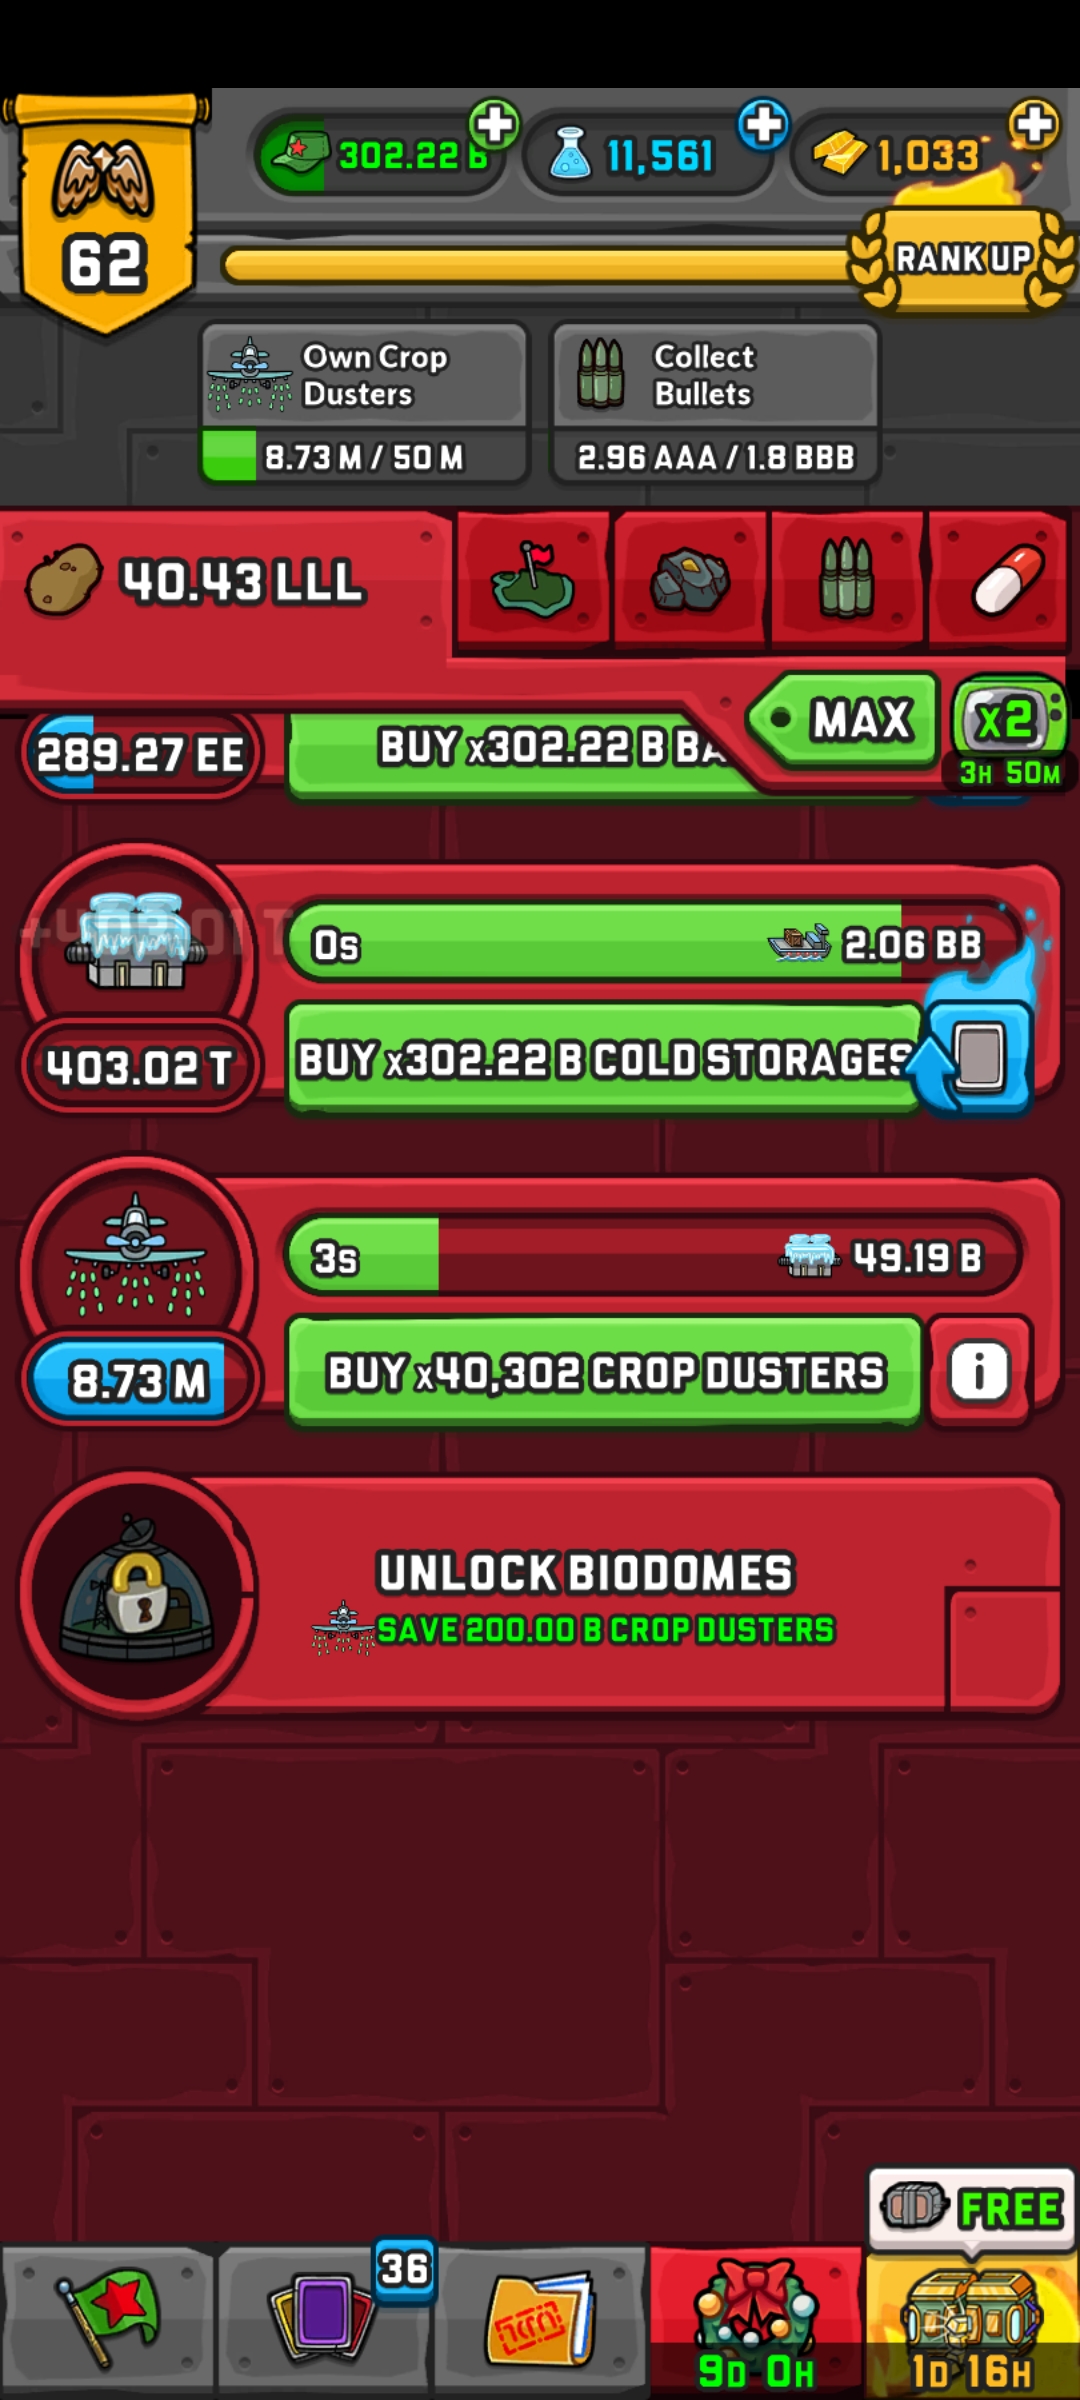 302.22 B
11,561
1,033
62
RANK UP
Own Crop
Dusters
Collect
Bullets
8.73 M / 50 M
2.96 AAA / 1.8 BBB
40.43 LLL
MAX
x2
3H 50M
289.27 EE
BUY x302.22 B BA
0s
2.06 BB
403.02 T
BUY x302.22 B COLD STORAGES
3s
49.19 B
8.73 M
BUY x40,302 CROP DUSTERS
i
UNLOCK BIODOMES
SAVE 200.00 B CROP DUSTERS
FREE
36
9D 0H
1D 16H